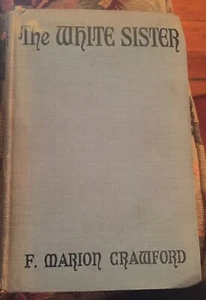 The WHITE SISTER
F. MARION CRAWFORD